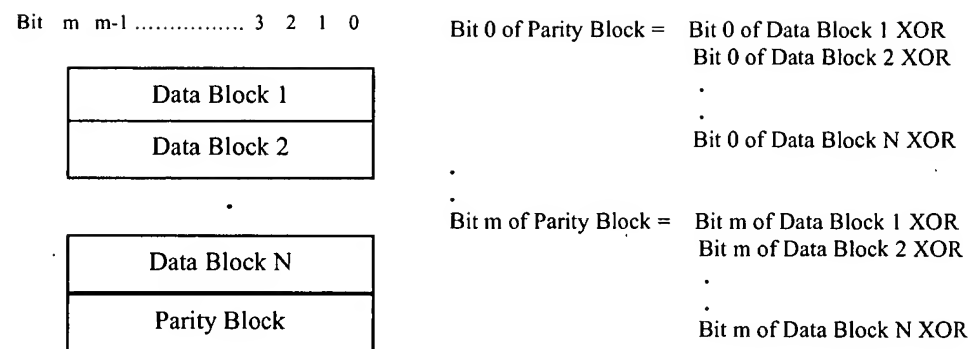 Bit m m-1 ................ 3 2 1 0
Data Block 1
Data Block 2
.
Data Block N
Parity Block
Bit 0 of Parity Block = Bit 0 of Data Block 1 XOR
Bit 0 of Data Block 2 XOR
.
.
Bit 0 of Data Block N XOR
.
.
Bit m of Parity Block = Bit m of Data Block 1 XOR
Bit m of Data Block 2 XOR
.
.
Bit m of Data Block N XOR